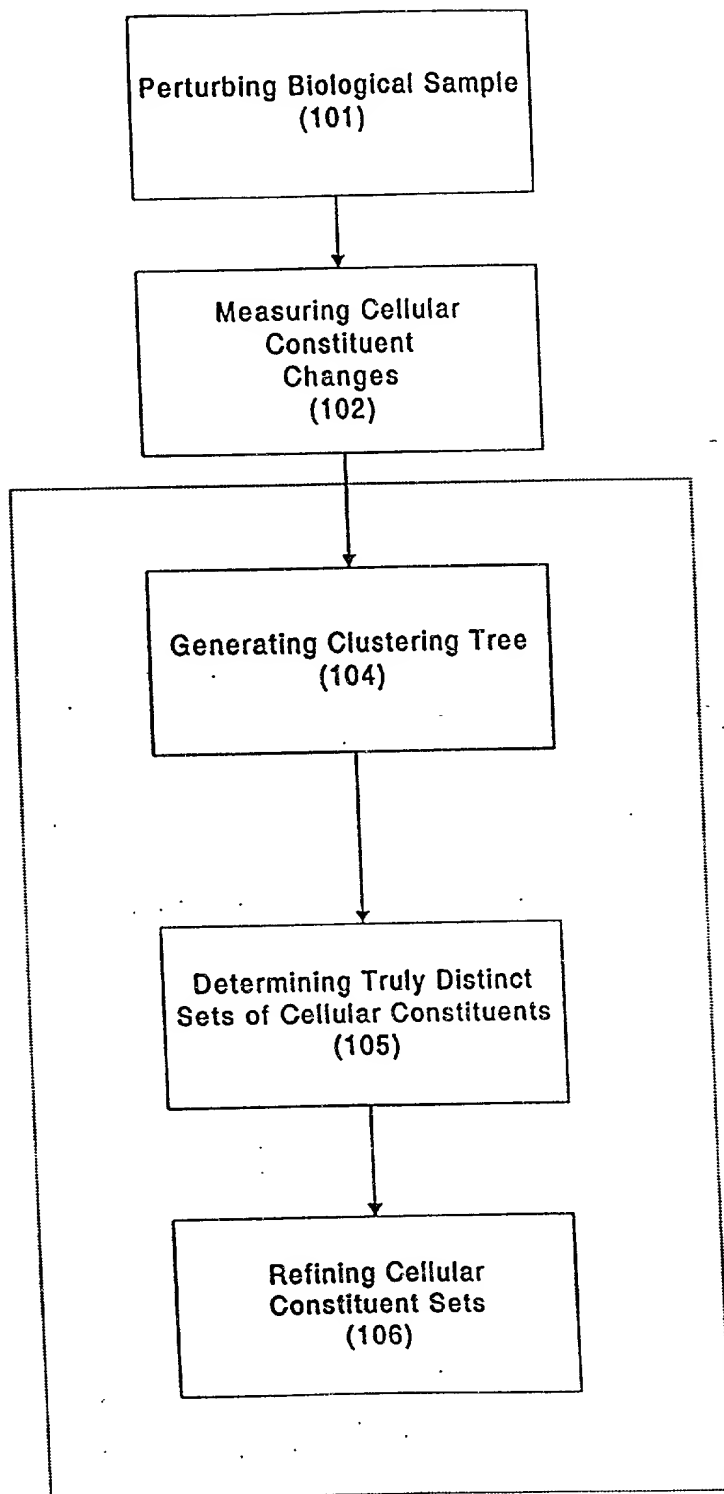 Perturbing Biological Sample
(101)
Measuring Cellular
Constituent
Changes
(102)
Generating Clustering Tree
(104)
Determining Truly Distinct
Sets of Cellular Constituents
(105)
Refining Cellular
Constituent Sets
(106)